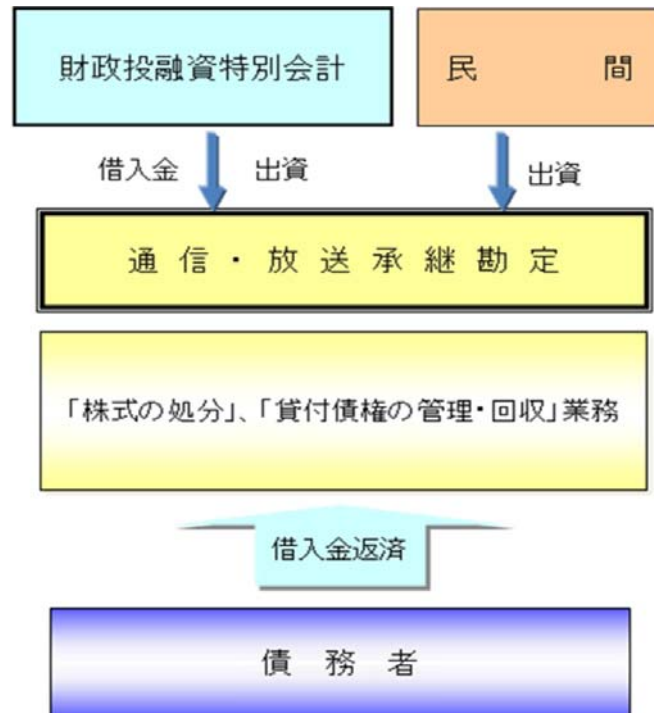 財政投融資特別会計
民 間
借入金 出資
出資
通 信 ・ 放 送 承 継 勘 定
「株式の処分」、「貸付債権の管理・回収」業務
借入金返済
債 務 者